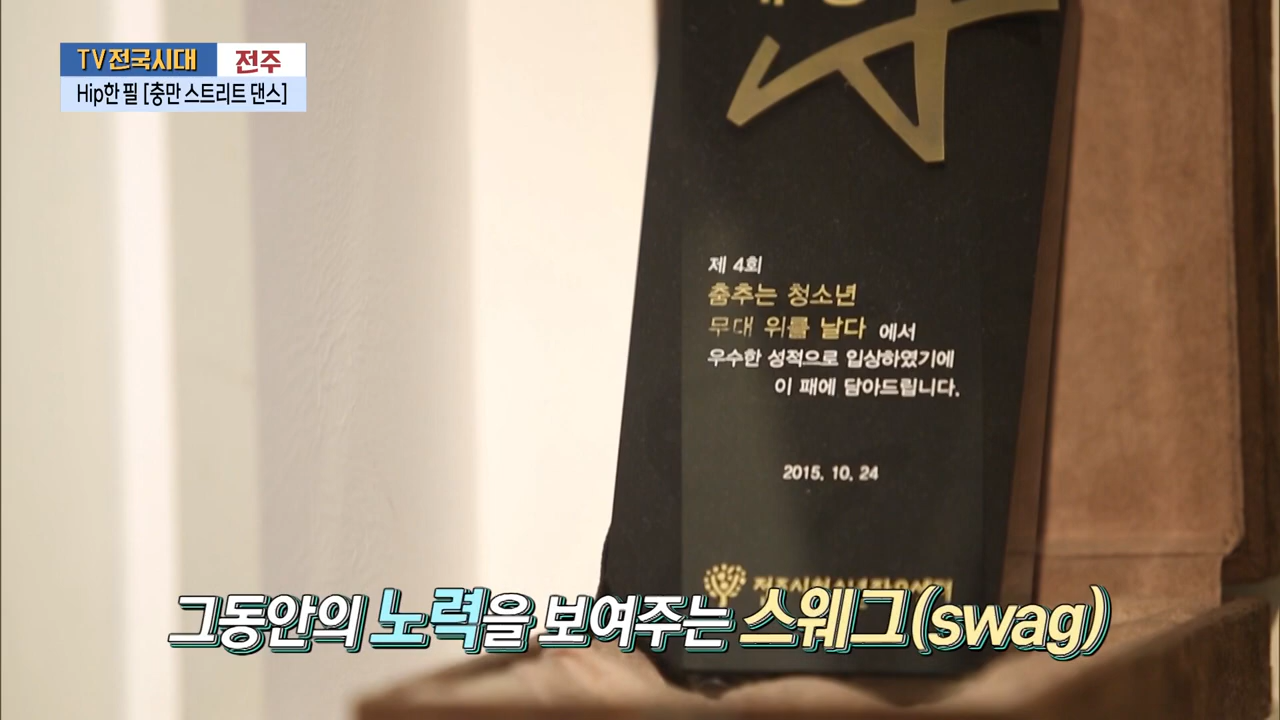 TV전국시대 전주
Hip한 필 [충만 스트리트 댄스]
제 4회
춤추는 청소년
무대 위를 날다 에서
우수한 성적으로 입상하였기에
이 패에 담아드립니다.
2015. 10. 24
그동안의 노력을 보여주는 스웨그(swag)